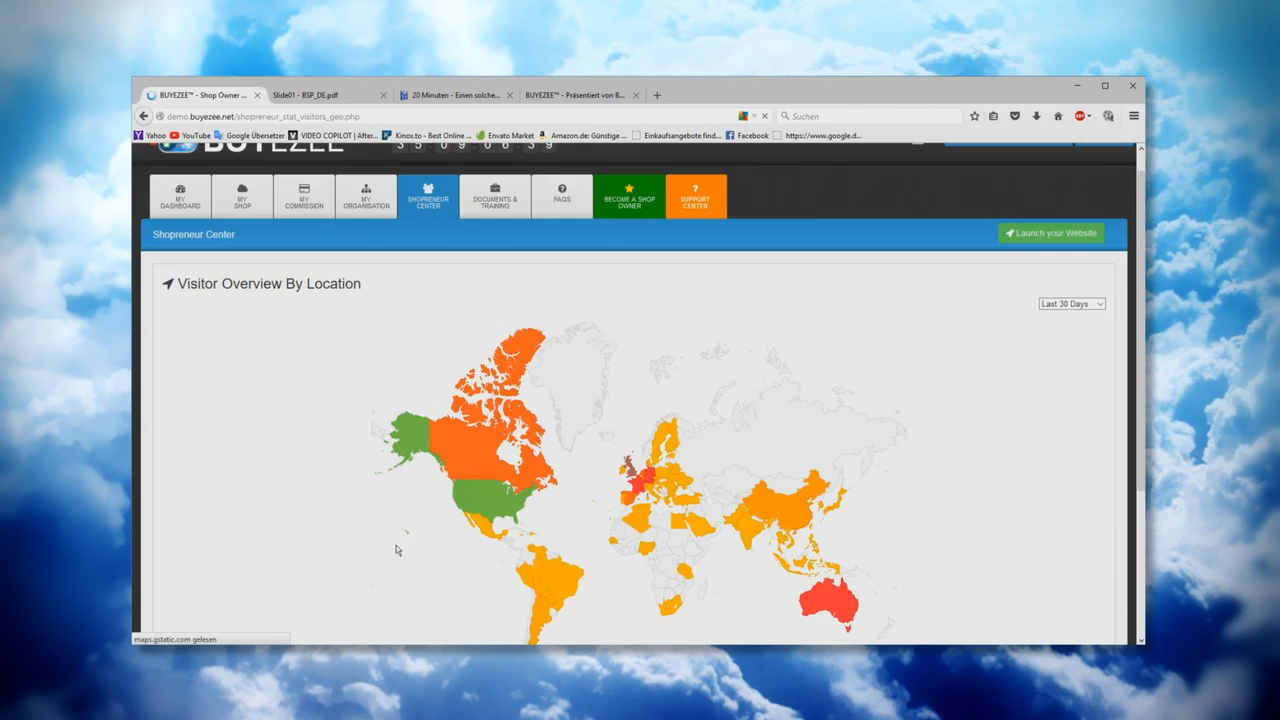 BUYEZEE™ - Shop Owner ...
Slide01 - BSP_DE.pdf
20 Minuten - Einen solche...
BUYEZEE™ - Präsentiert von B...
demo.buyezee.net/shopreneur_stat_visitors_geo.php
Suchen
Yahoo
YouTube
Google Übersetzer
VIDEO COPILOT | After...
Kinox.to - Best Online ...
Envato Market
Amazon.de: Günstige ...
Einkaufsangebote find...
Facebook
https://www.google.d...
BUYEZEE
MY DASHBOARD
MY SHOP
MY COMMISSION
MY ORGANISATION
SHOPRENEUR CENTER
DOCUMENTS & TRAINING
FAQS
BECOME A SHOP OWNER
SUPPORT CENTER
Shopreneur Center
Launch your Website
Visitor Overview By Location
Last 30 Days
maps.gstatic.com gelesen